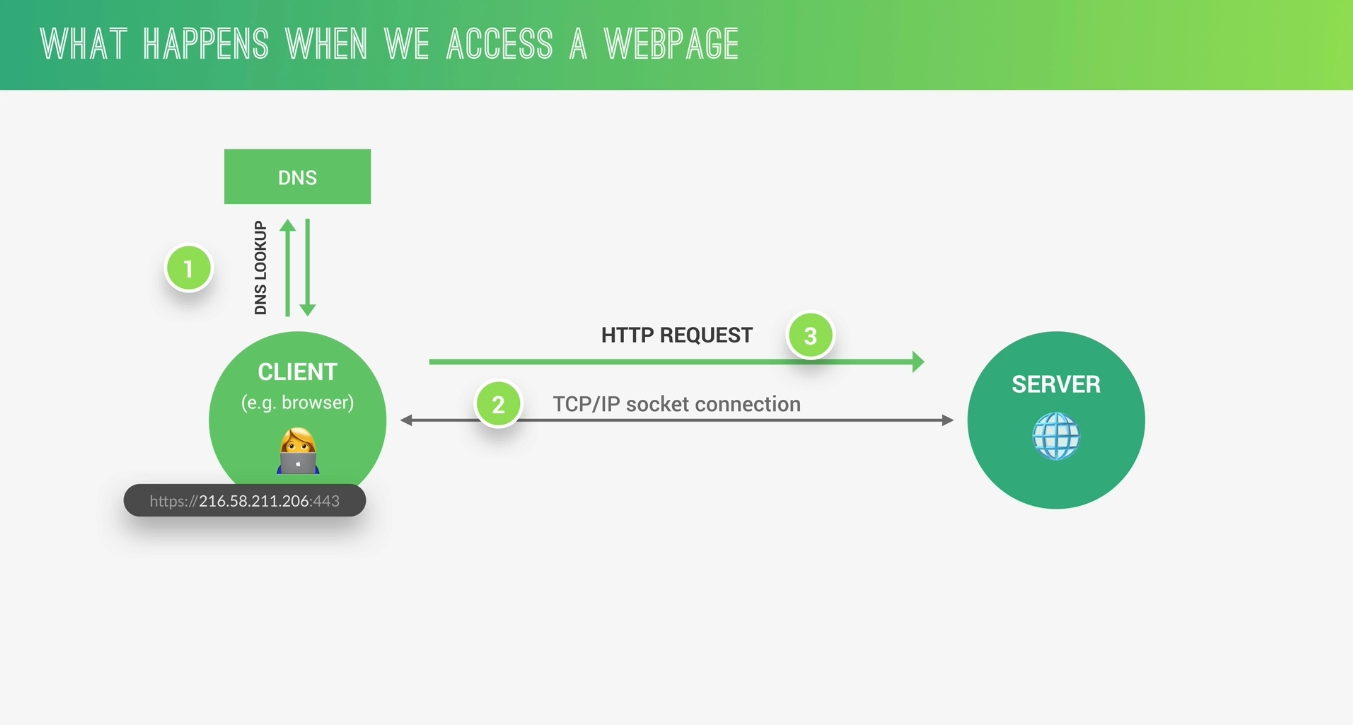 WHAT HAPPENS WHEN WE ACCESS A WEBPAGE
DNS
DNS LOOKUP
1
HTTP REQUEST
3
CLIENT
(e.g. browser)
2
TCP/IP socket connection
SERVER
https://216.58.211.206:443